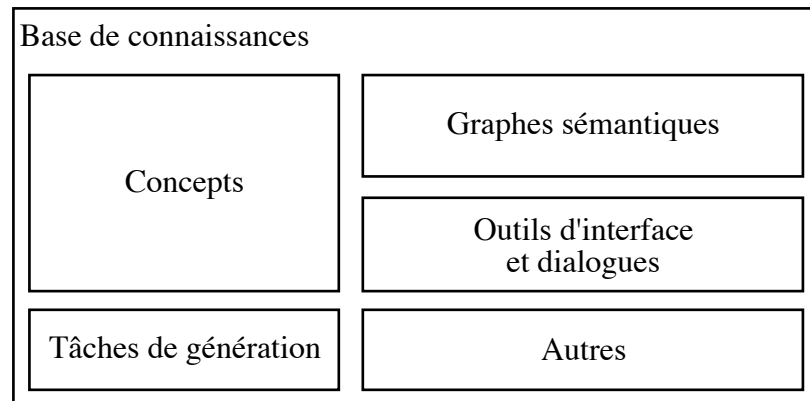 Base de connaissances
Concepts
Graphes sémantiques
Outils d'interface
et dialogues
Tâches de génération
Autres